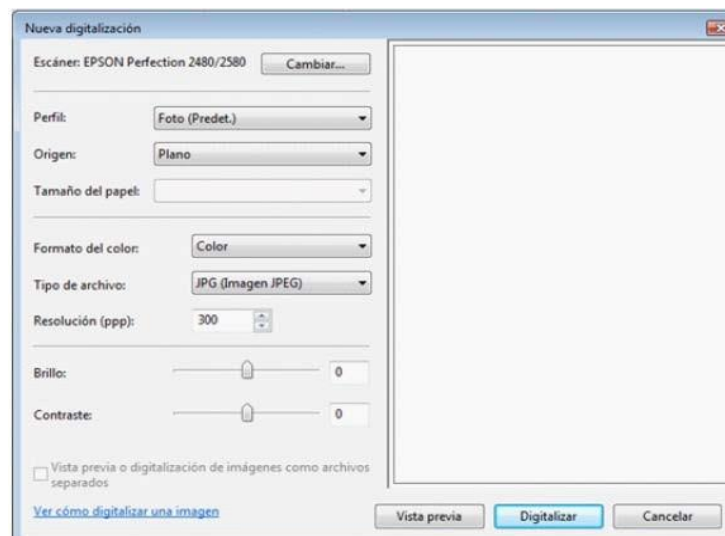 Nueva digitalización
Escáner: EPSON Perfection 2480/2580 Cambiar...
Perfil: Foto (Predet.)
Origen: Plano
Tamaño del papel:
Formato del color: Color
Tipo de archivo: JPG (Imagen JPEG)
Resolución (ppp): 300
Brillo: 0
Contraste: 0
Vista previa o digitalización de imágenes como archivos
separados
Ver cómo digitalizar una imagen
Vista previa Digitalizar Cancelar